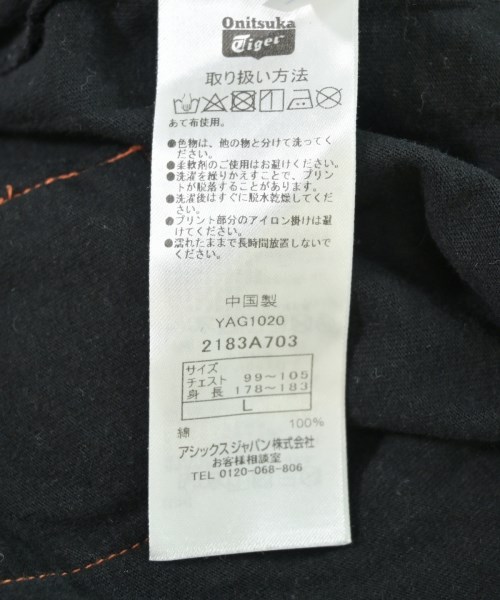 Onitsuka
Tiger
取り扱い方法
あて布使用。
●色物は、他の物と分けて洗ってく
ださい。
●柔軟剤のご使用はお避けください。
●洗濯を繰りかえすことで、プリン
トが脱落することがあります。
●洗濯後はすぐに脱水乾燥してくだ
さい。
●プリント部分のアイロン掛けは避
けてください。
●濡れたままで長時間放置しないで
ください。
中国製
YAG1020
2183A703
サイズ
チェスト 99～105
身長 178～183
L
綿 100%
アシックスジャパン株式会社
お客様相談室
TEL 0120-068-806